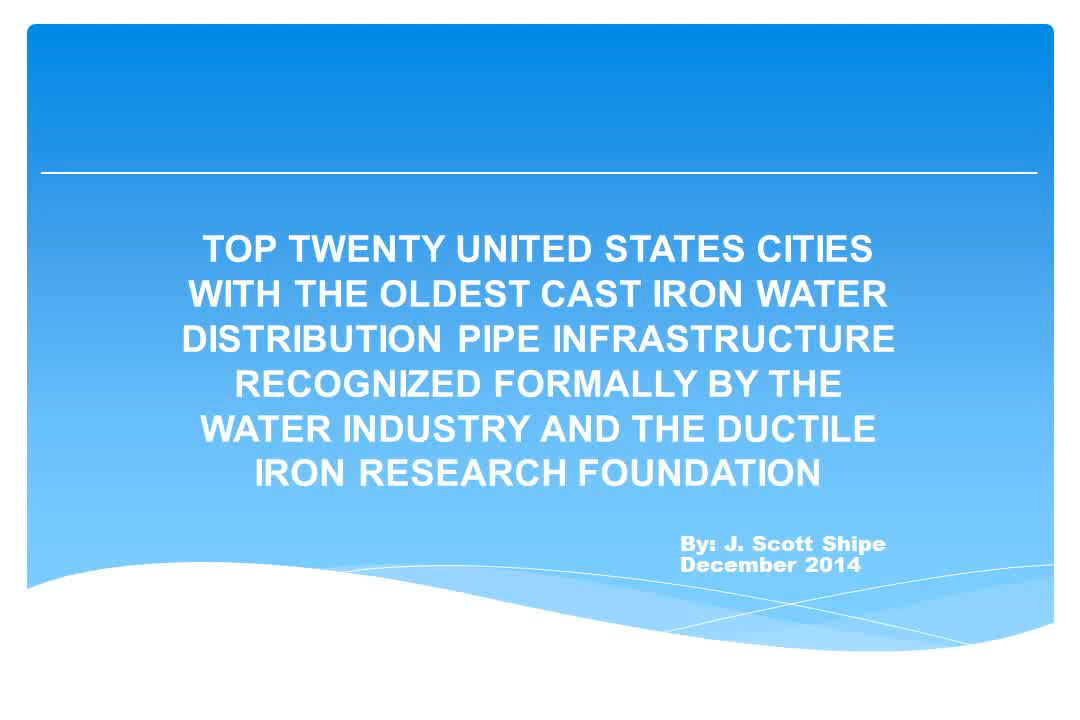 TOP TWENTY UNITED STATES CITIES
WITH THE OLDEST CAST IRON WATER
DISTRIBUTION PIPE INFRASTRUCTURE
RECOGNIZED FORMALLY BY THE
WATER INDUSTRY AND THE DUCTILE
IRON RESEARCH FOUNDATION
By: J. Scott Shipe
December 2014